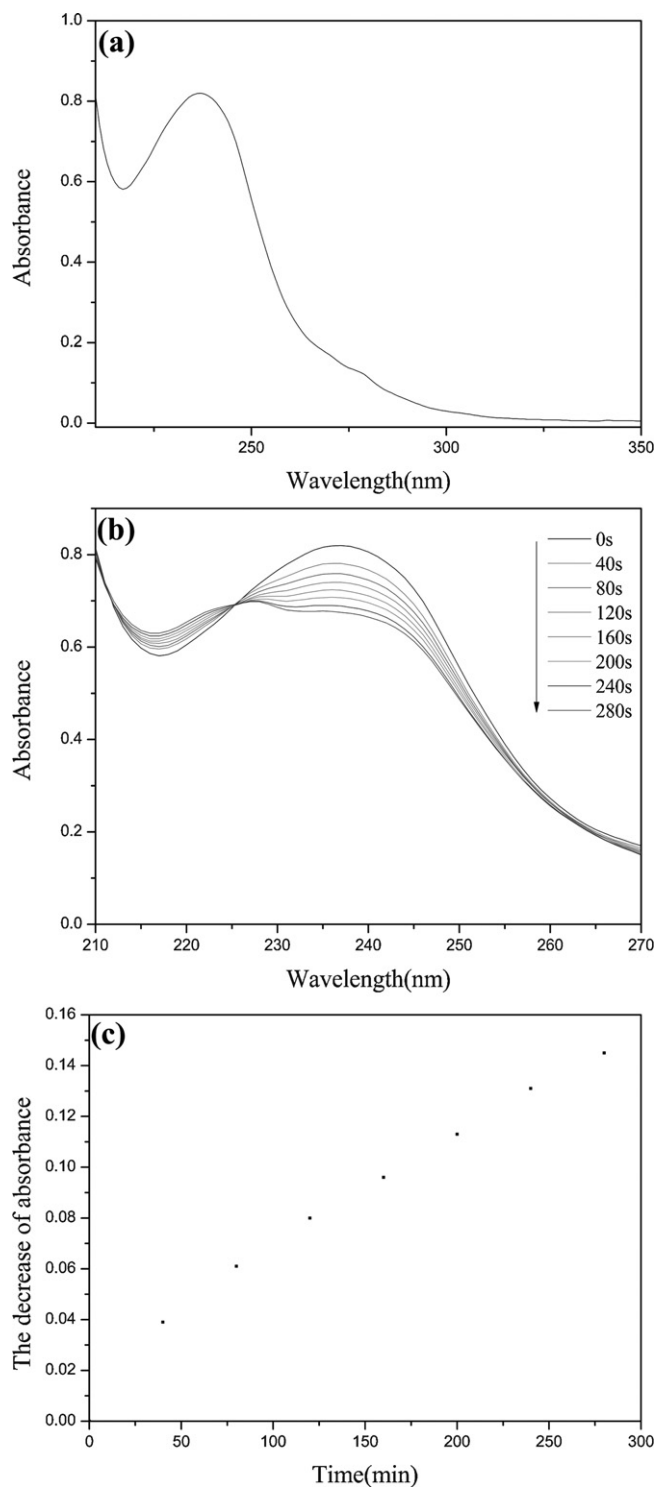 (a)
1.0
0.8
0.6
0.4
0.2
0.0
Absorbance
250
300
350
Wavelength(nm)
(b)
0.8
0.6
0.4
0.2
0.0
Absorbance
0s
40s
80s
120s
160s
200s
240s
280s
210
220
230
240
250
260
270
Wavelength(nm)
(c)
0.16
0.14
0.12
0.10
0.08
0.06
0.04
0.02
0.00
The decrease of absorbance
0
50
100
150
200
250
300
Time(min)